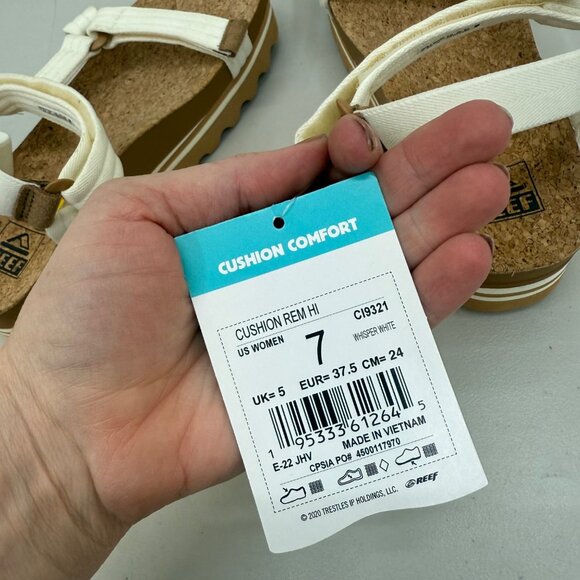 CUSHION COMFORT
CUSHION REM HI CI9321
US WOMEN 7 WHISPER WHITE
UK= 5 EUR= 37.5 CM= 24
1 95333 61264 5
E-22 JHV MADE IN VIETNAM
CPSIA PO# 4500117970
REEF
© 2020 TRESTLES IP HOLDINGS, LLC.
REEF
REEF